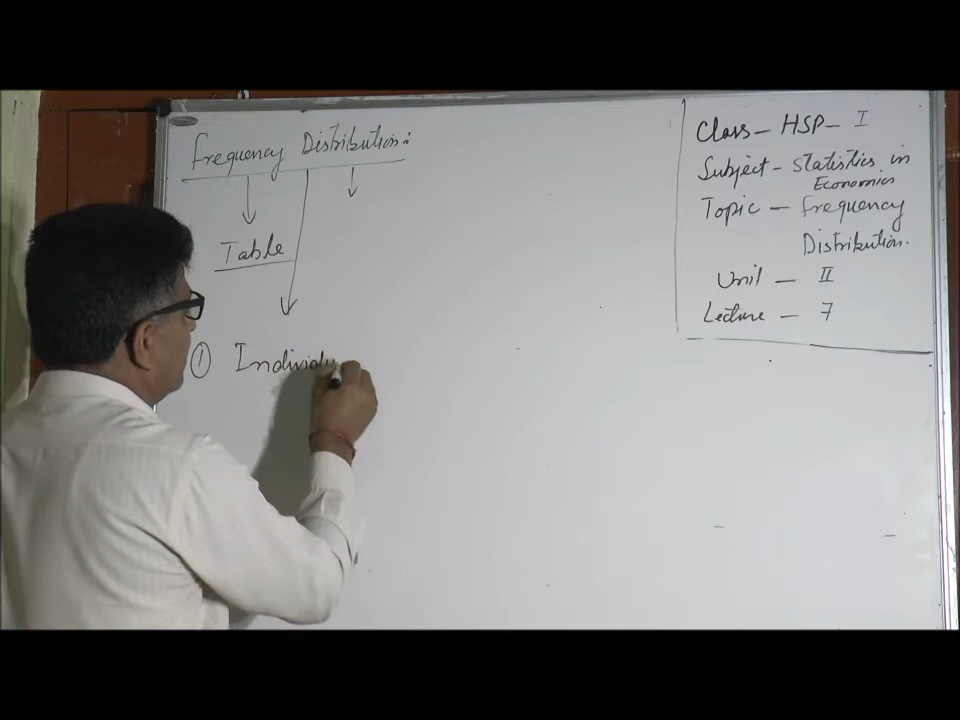 Frequency Distribution:
Table
① Individu
Class - HSP - I
Subject - Statistics in
Economics
Topic - Frequency
Distribution.
Unit - II
Lecture - 7